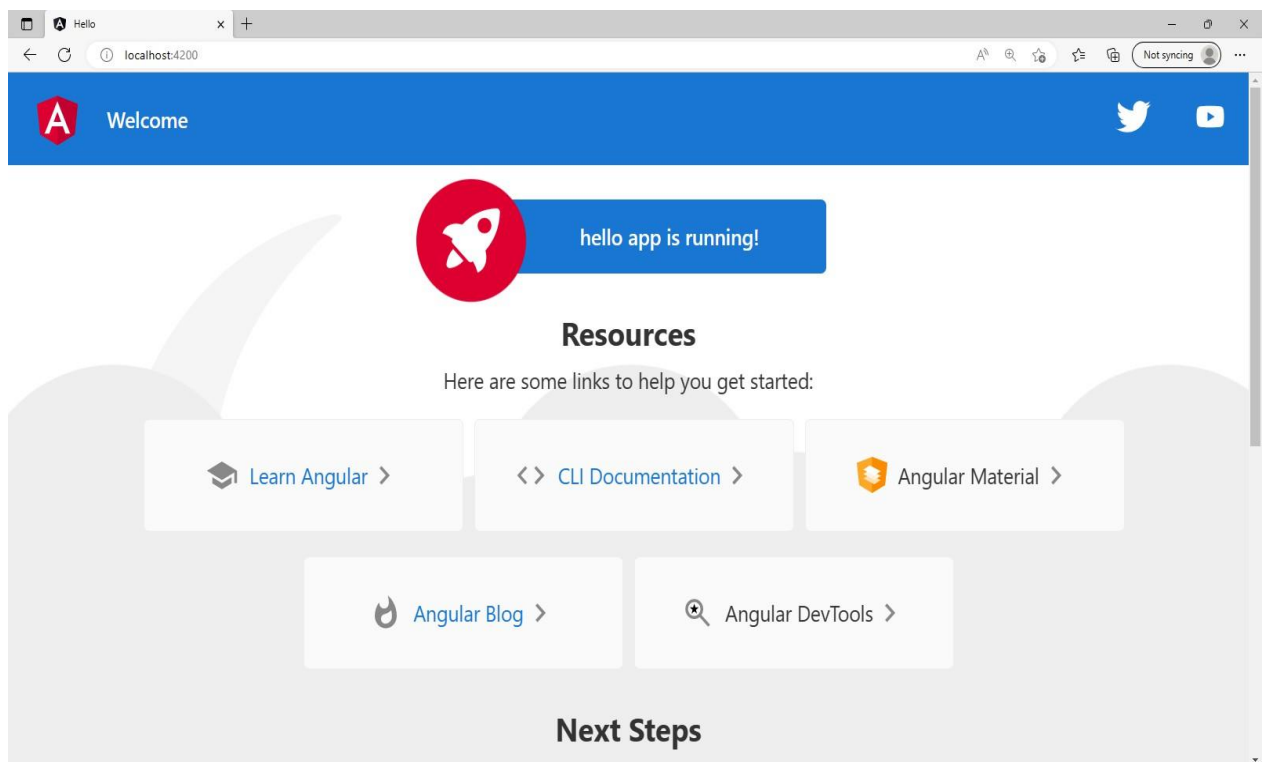 Hello
localhost:4200
Not syncing
Welcome
hello app is running!
Resources
Here are some links to help you get started:
Learn Angular
CLI Documentation
Angular Material
Angular Blog
Angular DevTools
Next Steps